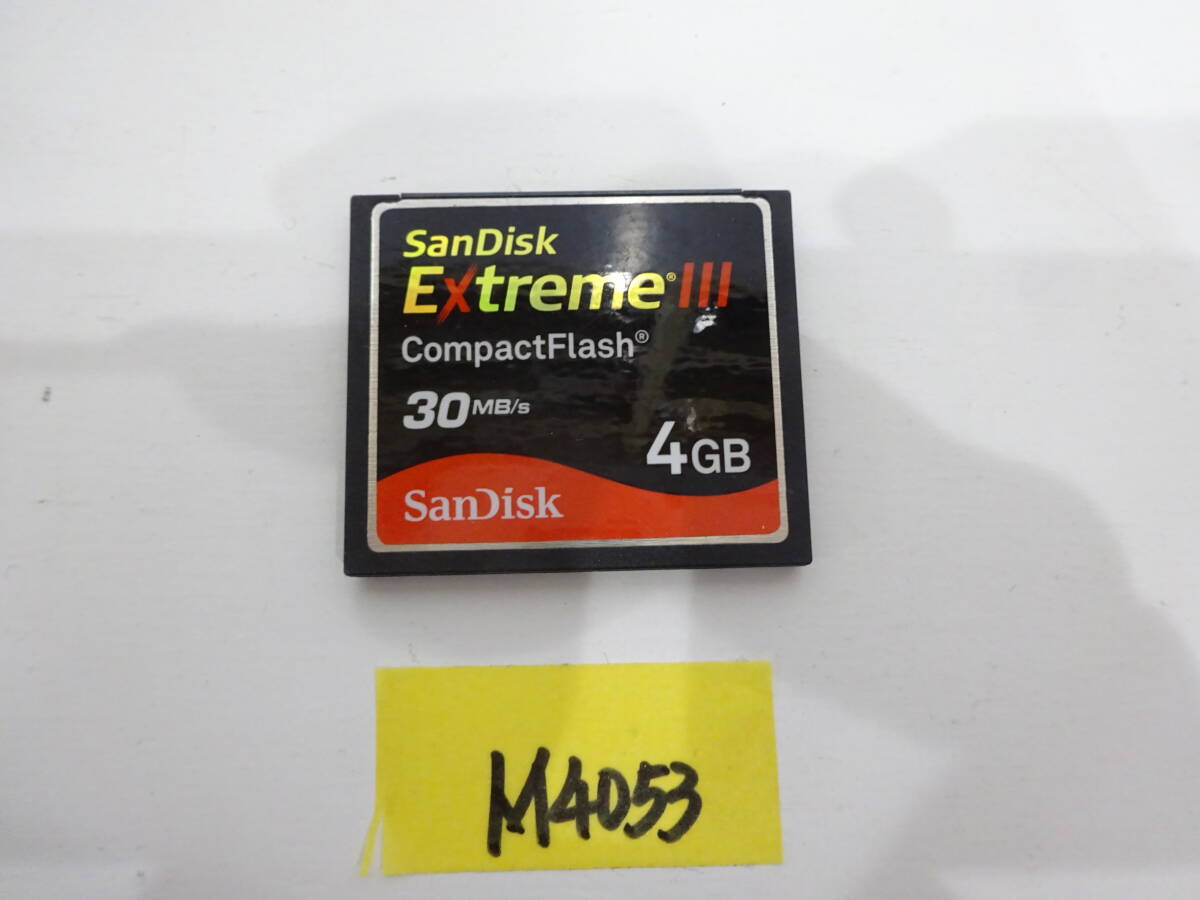 SanDisk
Extreme® III
CompactFlash®
30MB/s
4GB
SanDisk
M4053